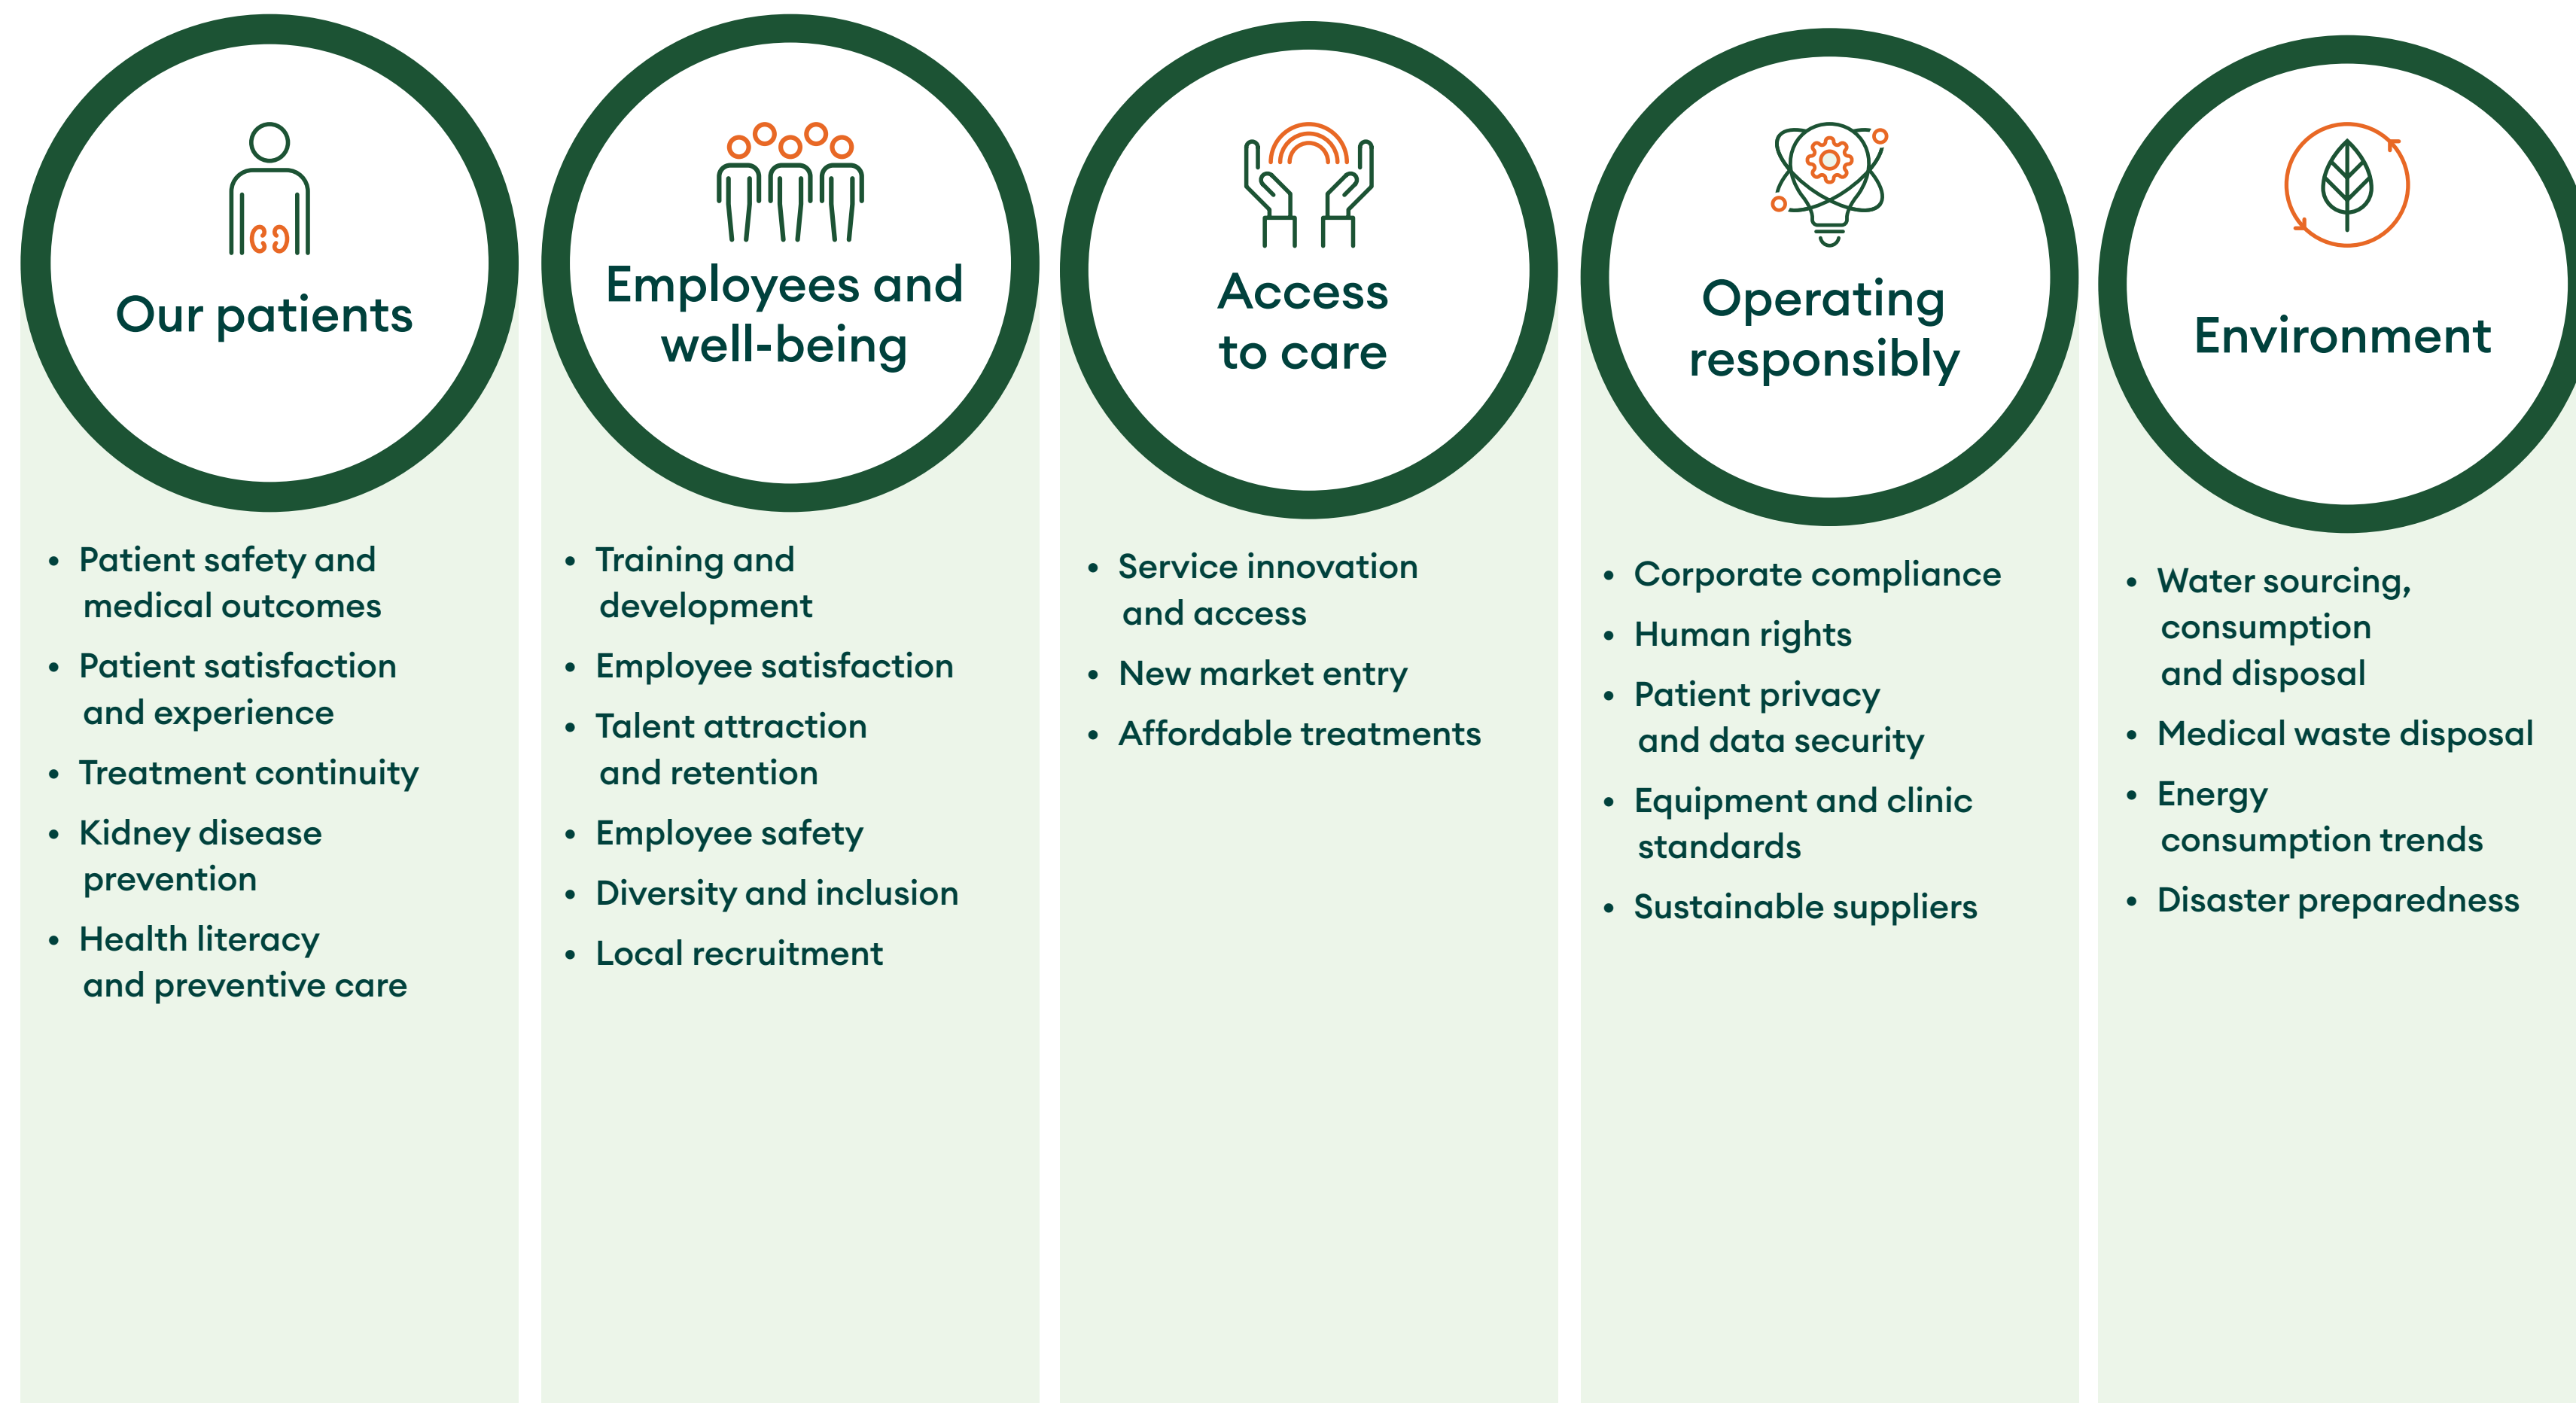 Our patients
• Patient safety and
medical outcomes
• Patient satisfaction
and experience
• Treatment continuity
• Kidney disease
prevention
• Health literacy
and preventive care
Employees and
well-being
• Training and
development
• Employee satisfaction
• Talent attraction
and retention
• Employee safety
• Diversity and inclusion
• Local recruitment
Access
to care
• Service innovation
and access
• New market entry
• Affordable treatments
Operating
responsibly
• Corporate compliance
• Human rights
• Patient privacy
and data security
• Equipment and clinic
standards
• Sustainable suppliers
Environment
• Water sourcing,
consumption
and disposal
• Medical waste disposal
• Energy
consumption trends
• Disaster preparedness